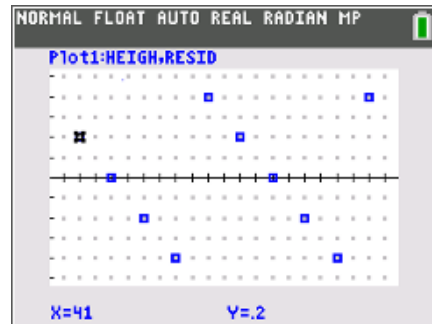 NORMAL FLOAT AUTO REAL RADIAN MP
Plot1:HEIGH,RESID
X=41 Y=.2